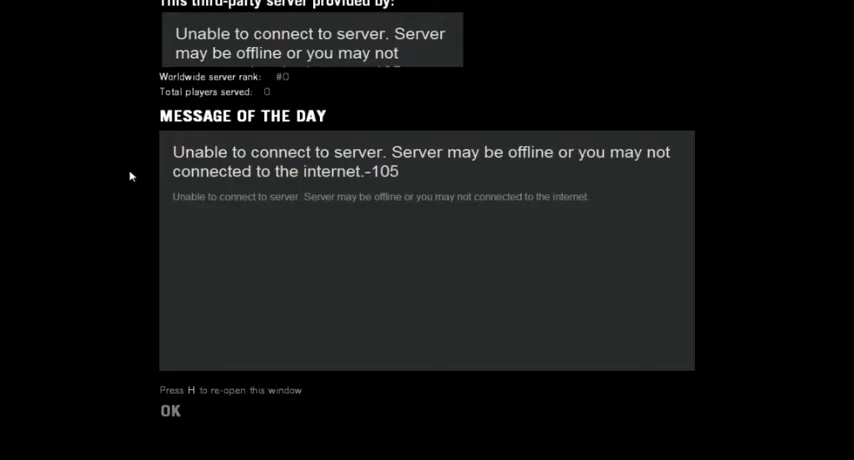 This third-party server provided by:
Unable to connect to server. Server
may be offline or you may not
Worldwide server rank: #0
Total players served: 0
MESSAGE OF THE DAY
Unable to connect to server. Server may be offline or you may not
connected to the internet.-105
Unable to connect to server. Server may be offline or you may not connected to the internet.
Press H to re-open this window
OK